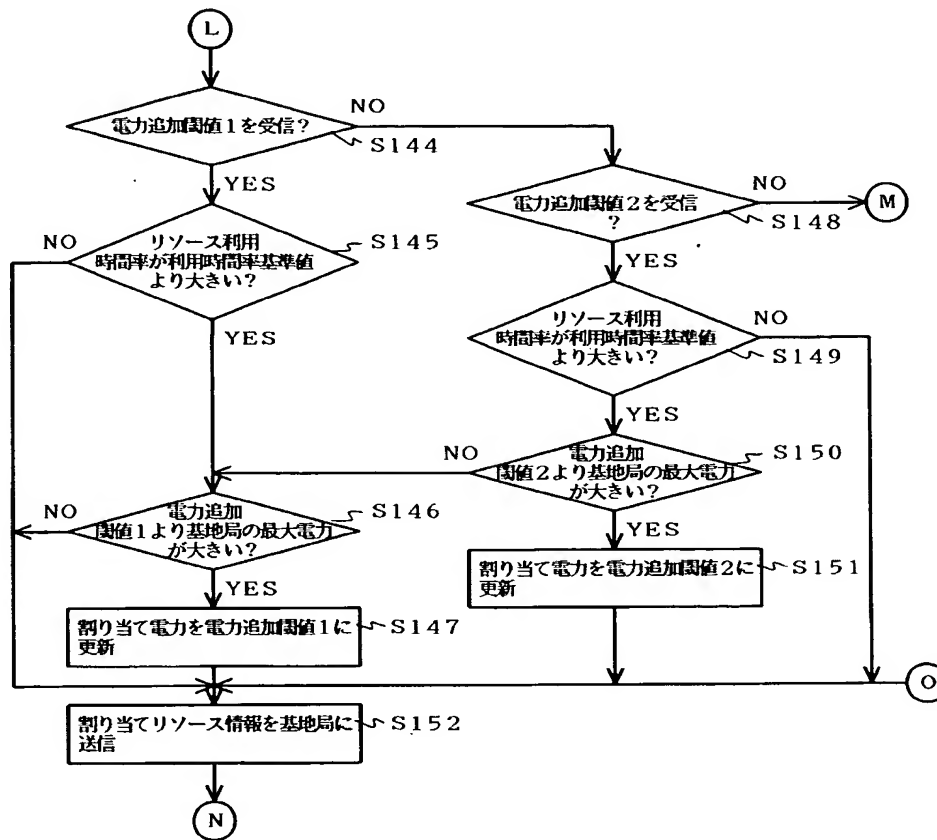 L
電力追加閾値1を受信?
NO
S144
YES
リソース利用
時間率が利用時間率基準値
より大きい?
NO
S145
YES
電力追加閾値2を受信
?
NO
M
S148
YES
リソース利用
時間率が利用時間率基準値
より大きい?
NO
S149
YES
電力追加
閾値2より基地局の最大電力
が大きい?
NO
S150
YES
電力追加
閾値1より基地局の最大電力
が大きい?
NO
S146
YES
割り当て電力を電力追加閾値2に
更新
S151
割り当て電力を電力追加閾値1に
更新
S147
O
割り当てリソース情報を基地局に
送信
S152
N